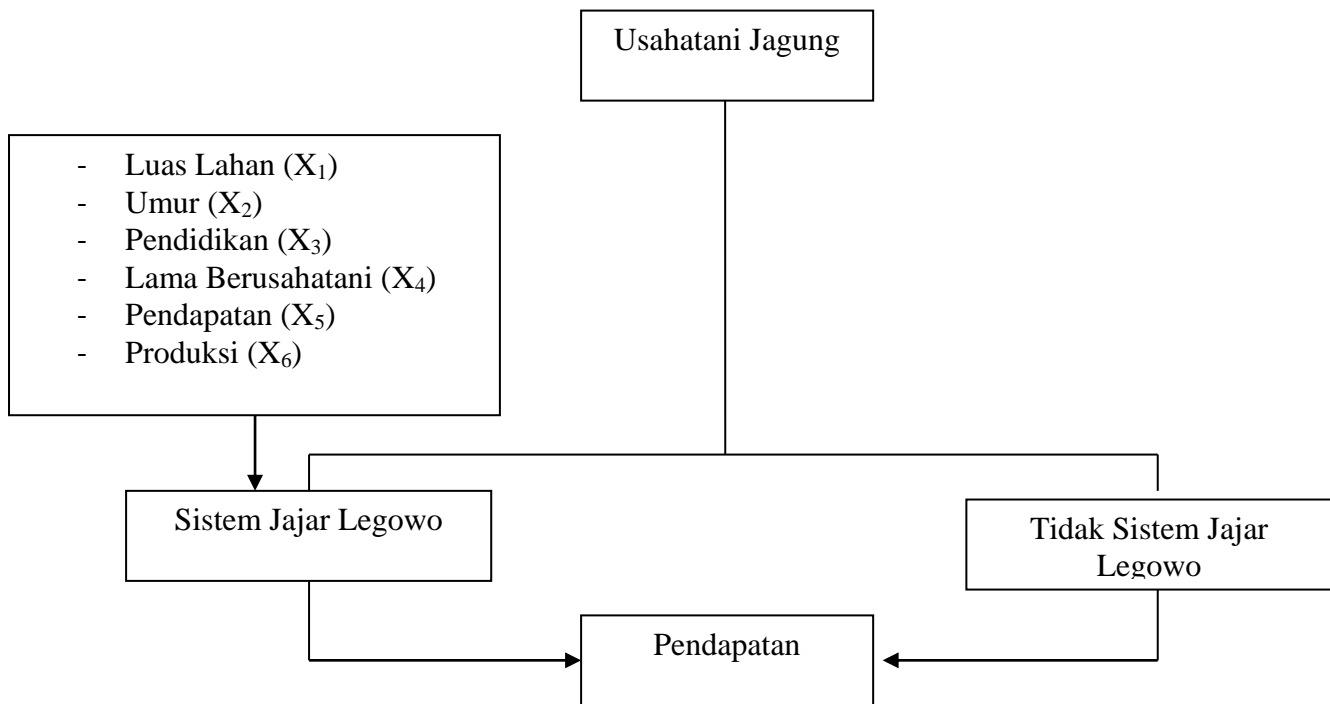 Usahatani Jagung
- Luas Lahan (X₁)
- Umur (X₂)
- Pendidikan (X₃)
- Lama Berusahatani (X₄)
- Pendapatan (X₅)
- Produksi (X₆)
Sistem Jajar Legowo
Tidak Sistem Jajar
Legowo
Pendapatan